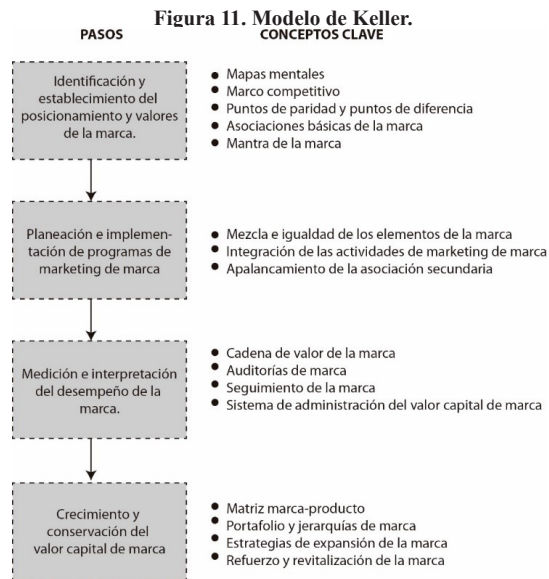 Figura 11. Modelo de Keller.
PASOS
CONCEPTOS CLAVE
Identificación y
establecimiento del
posicionamiento y valores
de la marca.
• Mapas mentales
• Marco competitivo
• Puntos de paridad y puntos de diferencia
• Asociaciones básicas de la marca
• Mantra de la marca
Planeación e implemen-
tación de programas de
marketing de marca
• Mezcla e igualdad de los elementos de la marca
• Integración de las actividades de marketing de marca
• Apalancamiento de la asociación secundaria
Medición e interpretación
del desempeño de la
marca.
• Cadena de valor de la marca
• Auditorías de marca
• Seguimiento de la marca
• Sistema de administración del valor capital de marca
Crecimiento y
conservación del
valor capital de marca
• Matriz marca-producto
• Portafolio y jerarquías de marca
• Estrategias de expansión de la marca
• Refuerzo y revitalización de la marca